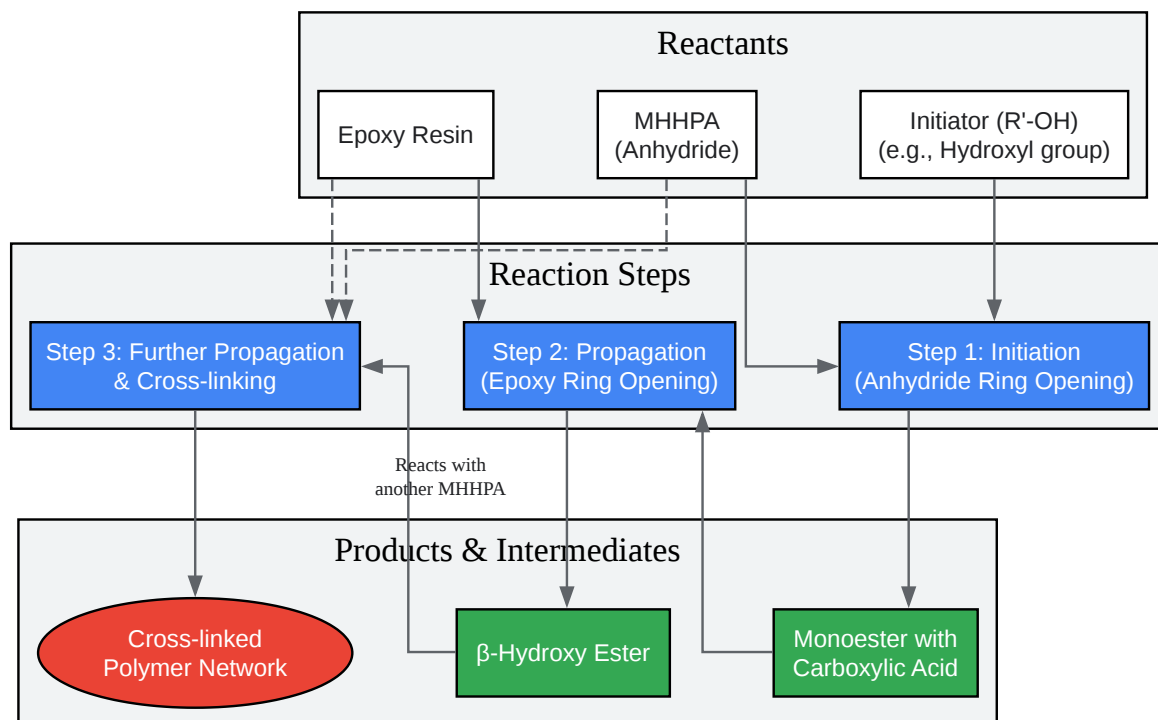 Reactants
Epoxy Resin
MHHPA
(Anhydride)
Initiator (R'-OH)
(e.g., Hydroxyl group)
Reaction Steps
Step 3: Further Propagation
& Cross-linking
Step 2: Propagation
(Epoxy Ring Opening)
Step 1: Initiation
(Anhydride Ring Opening)
Reacts with
another MHHPA
Products & Intermediates
Cross-linked
Polymer Network
β-Hydroxy Ester
Monoester with
Carboxylic Acid